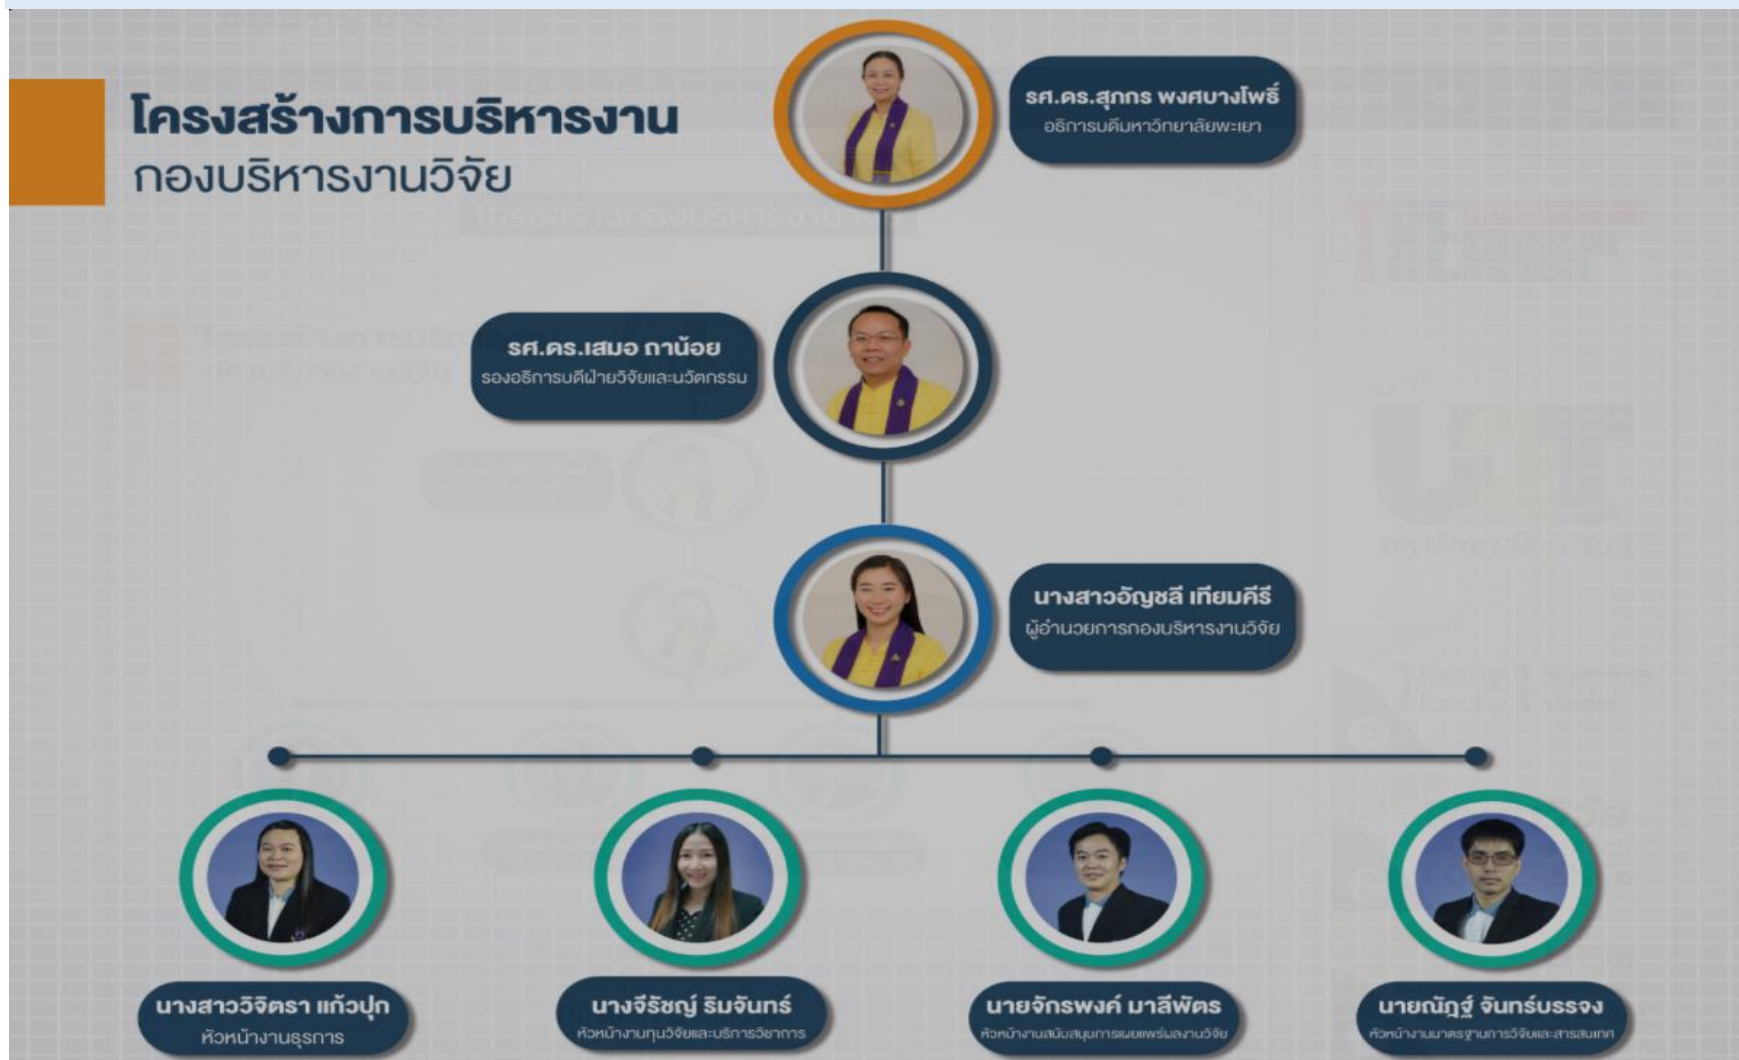 โครงสร้างการบริหารงาน
กองบริหารงานวิจัย
รศ.ดร.สุภกร พงศบางโพธิ์
อธิการบดีมหาวิทยาลัยพะเยา
รศ.ดร.เสมอ ถาน้อย
รองอธิการบดีฝ่ายวิจัยและนวัตกรรม
นางสาวอัญชลี เทียมคีรี
ผู้อำนวยการกองบริหารงานวิจัย
นางสาววิจิตรา แก้วปุก
หัวหน้างานธุรการ
นางจีรัชญ์ ริมจันทร์
หัวหน้างานทุนวิจัยและบริการวิชาการ
นายจักรพงศ์ มาลีพัตร
หัวหน้างานสนับสนุนการเผยแพร่ผลงานวิจัย
นายณัฏฐ์ จันทร์บรรจง
หัวหน้างานมาตรฐานการวิจัยและสารสนเทศ